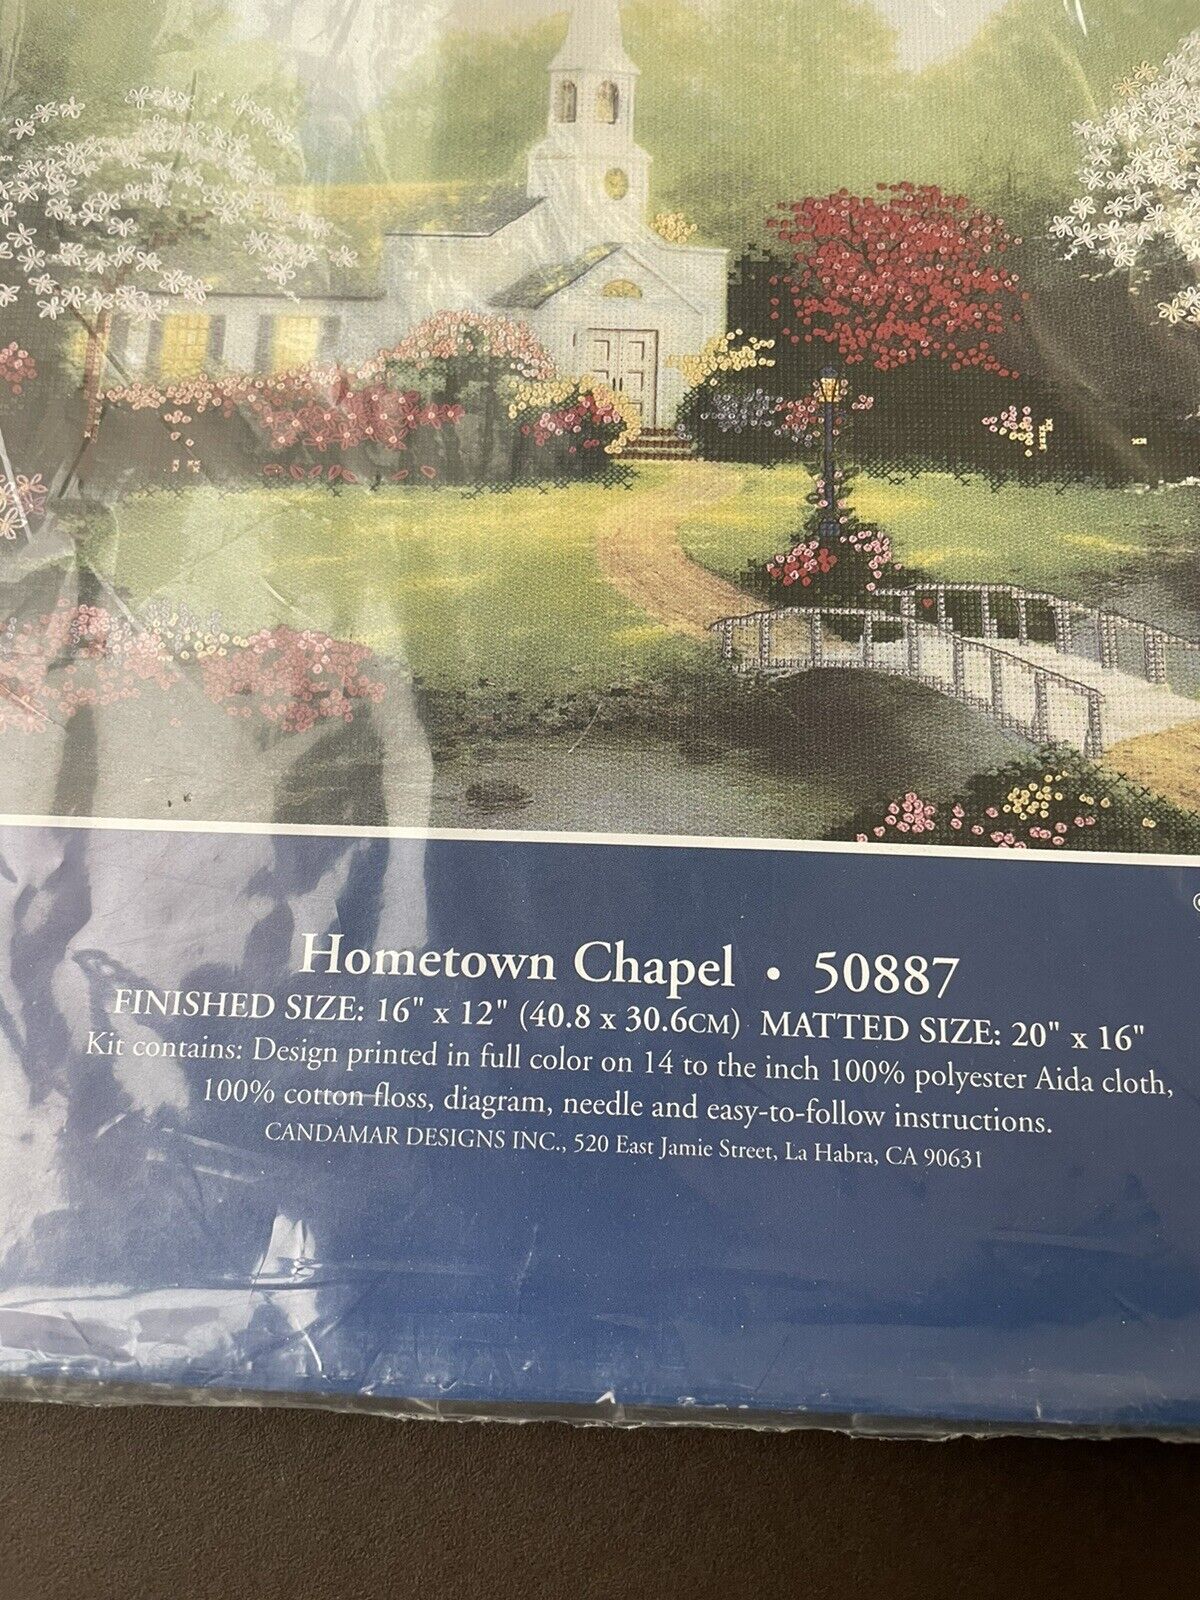 Hometown Chapel • 50887
FINISHED SIZE: 16" x 12" (40.8 x 30.6CM) MATTED SIZE: 20" x 16"
Kit contains: Design printed in full color on 14 to the inch 100% polyester Aida cloth,
100% cotton floss, diagram, needle and easy-to-follow instructions.
CANDAMAR DESIGNS INC., 520 East Jamie Street, La Habra, CA 90631
©